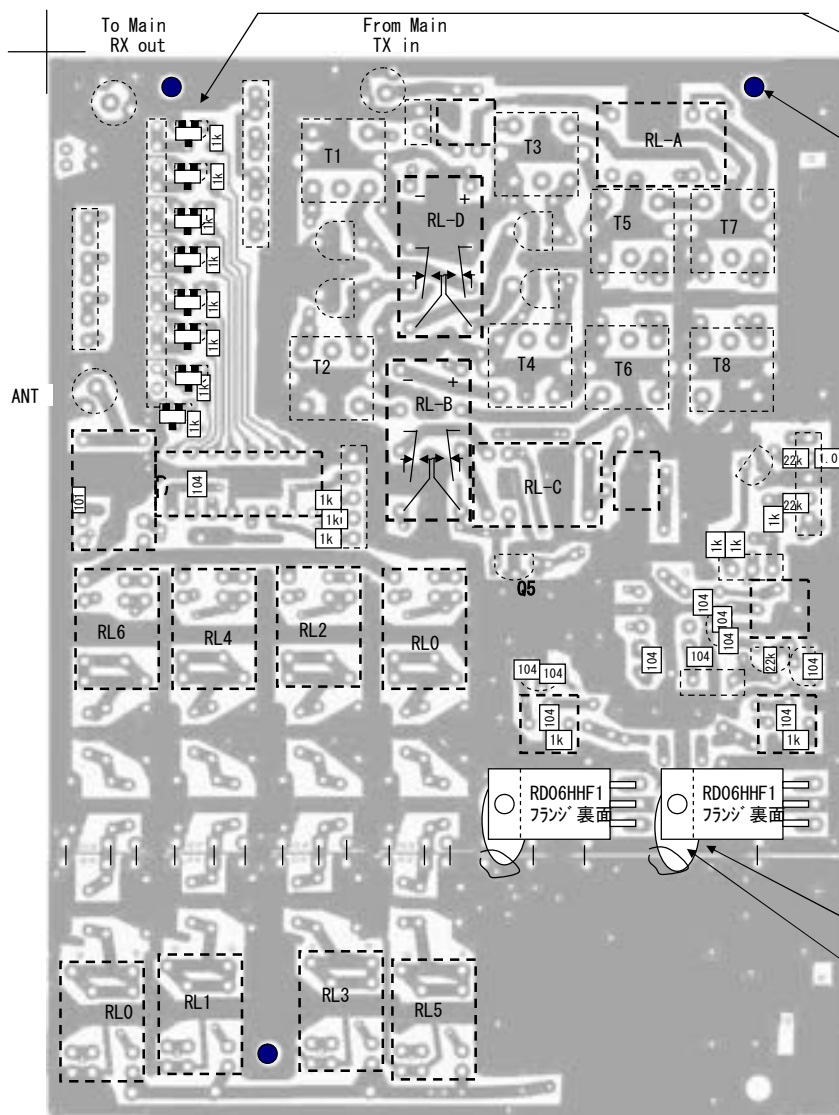 To Main
RX out
From Main
TX in
1k
T1
T3
RL-A
1k
- +
RL-D
1k
T5
T7
1k
1k
1k
T2
T4
T6
T8
- +
1k
ANT
RL-B
1k
22k
1.0
104
RL-C
101
1k
22k
1k
1k
1k
1k
1k
Q5
RL6
RL4
RL2
RL0
104
104
104
104
104
104
104
22k
104
104
104
1k
1k
RD06HHF1
フランジ裏面
RD06HHF1
フランジ裏面
RL0
RL1
RL3
RL5